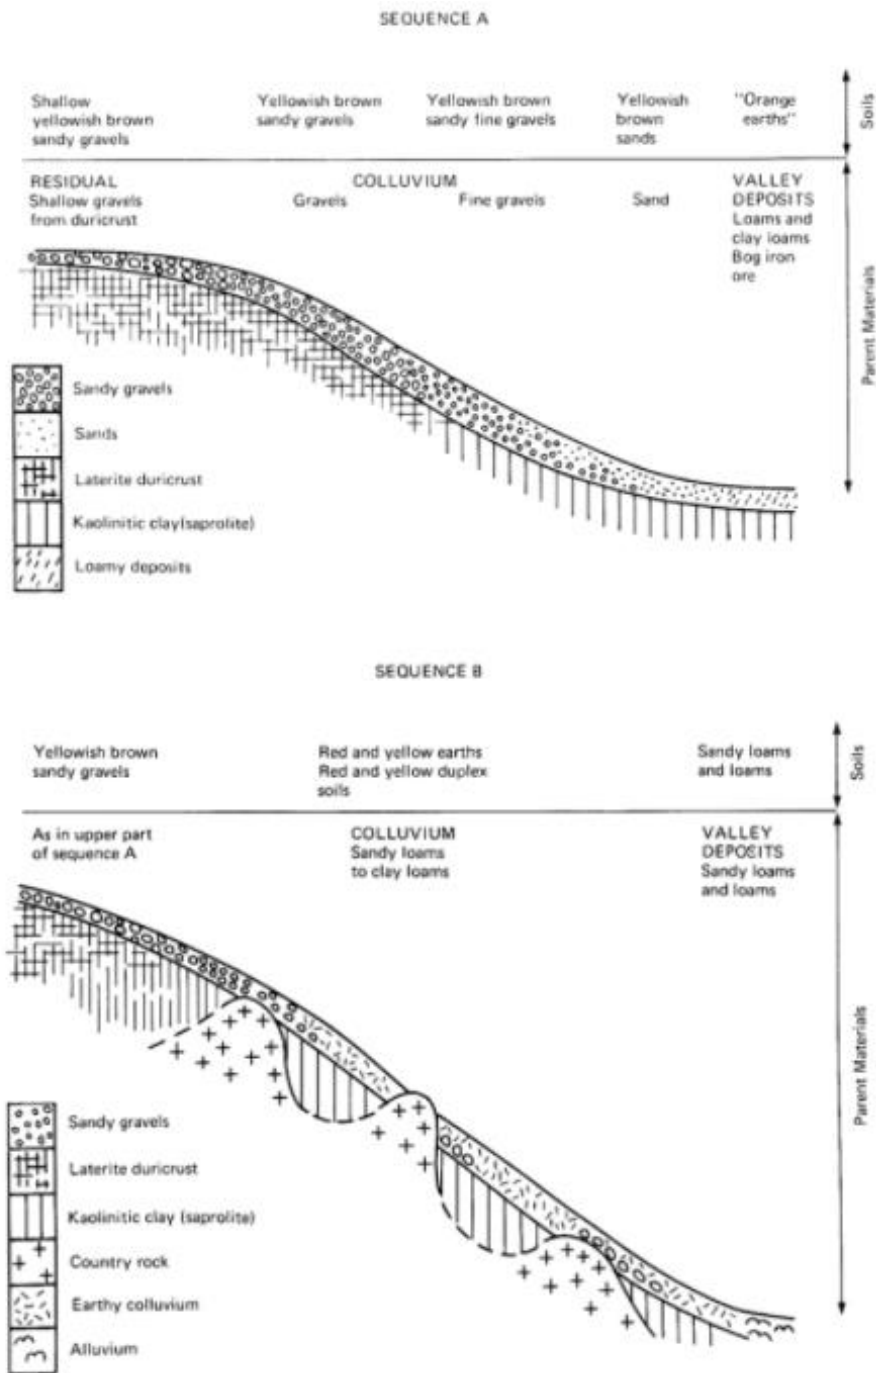 SEQUENCE A
Shallow
yellowish brown
sandy gravels
Yellowish brown
sandy gravels
Yellowish brown
sandy fine gravels
Yellowish
brown
sands
"Orange
earths"
Soils
RESIDUAL
Shallow gravels
from duricrust
COLLUVIUM
Gravels
Fine gravels
Sand
VALLEY
DEPOSITS
Loams and
clay loams
Bog iron
ore
Parent Materials
Sandy gravels
Sands
Laterite duricrust
Kaolinitic clay(saprolite)
Loamy deposits
SEQUENCE B
Yellowish brown
sandy gravels
Red and yellow earths
Red and yellow duplex
soils
Sandy loams
and loams
Soils
As in upper part
of sequence A
COLLUVIUM
Sandy loams
to clay loams
VALLEY
DEPOSITS
Sandy loams
and loams
Parent Materials
Sandy gravels
Laterite duricrust
Kaolinitic clay (saprolite)
Country rock
Earthy colluvium
Alluvium